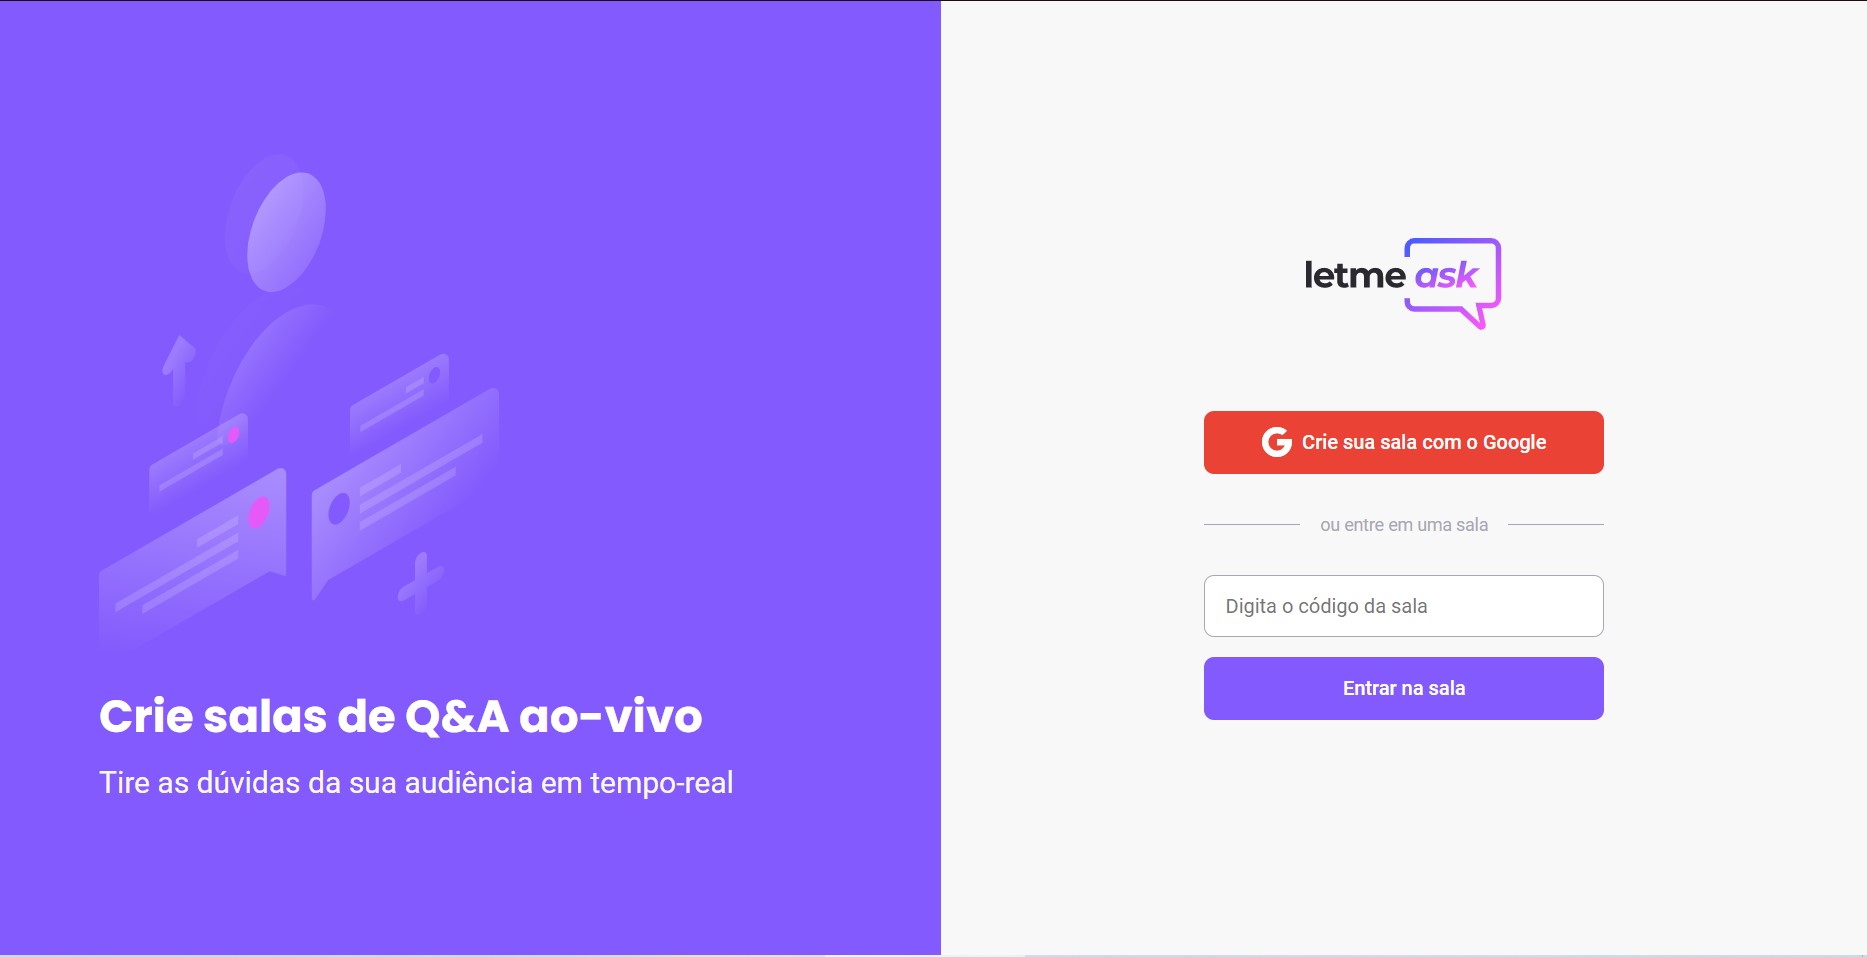 Crie salas de Q&A ao-vivo
Tire as dúvidas da sua audiência em tempo-real
letme ask
Crie sua sala com o Google
ou entre em uma sala
Digita o código da sala
Entrar na sala